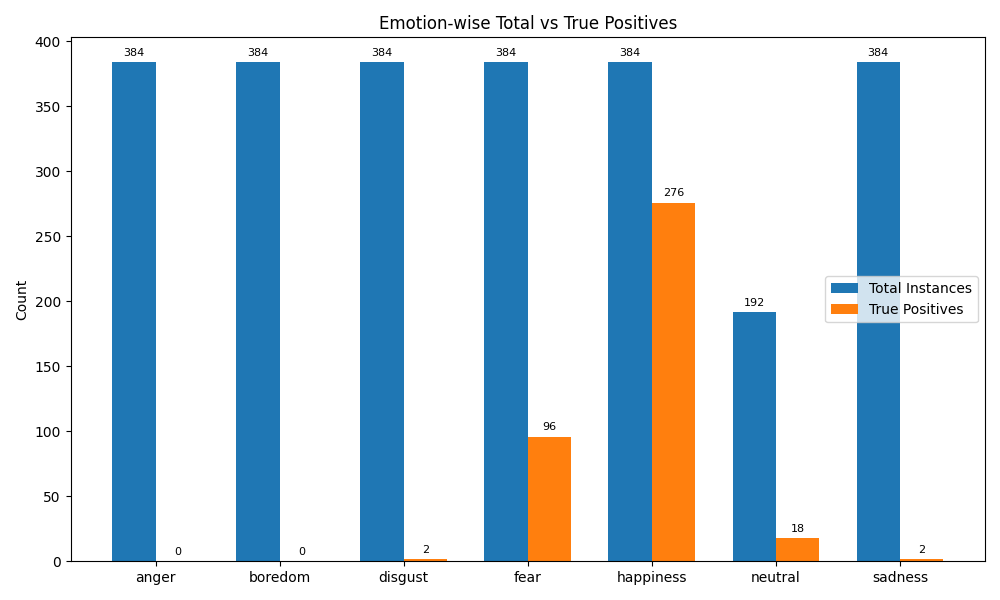 Emotion-wise Total vs True Positives
Count
400
350
300
250
200
150
100
50
0
384
0
384
0
384
2
384
96
384
276
192
18
384
2
Total Instances
True Positives
anger
boredom
disgust
fear
happiness
neutral
sadness